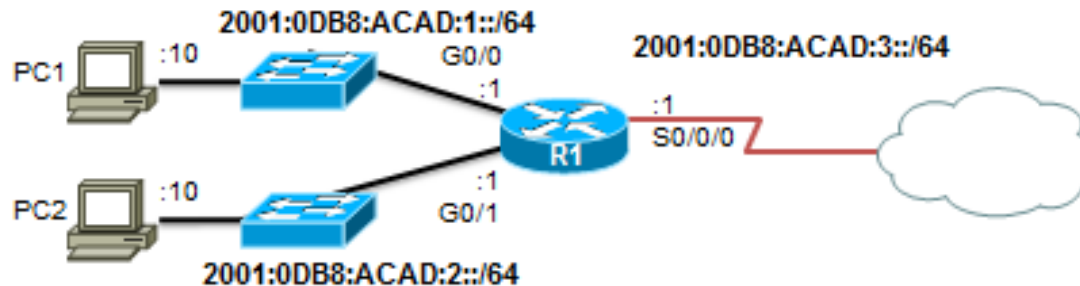 2001:0DB8:ACAD:1::/64
G0/0
2001:0DB8:ACAD:3::/64
PC1
:10
:1
:1
S0/0/0
R1
PC2
:10
:1
G0/1
2001:0DB8:ACAD:2::/64